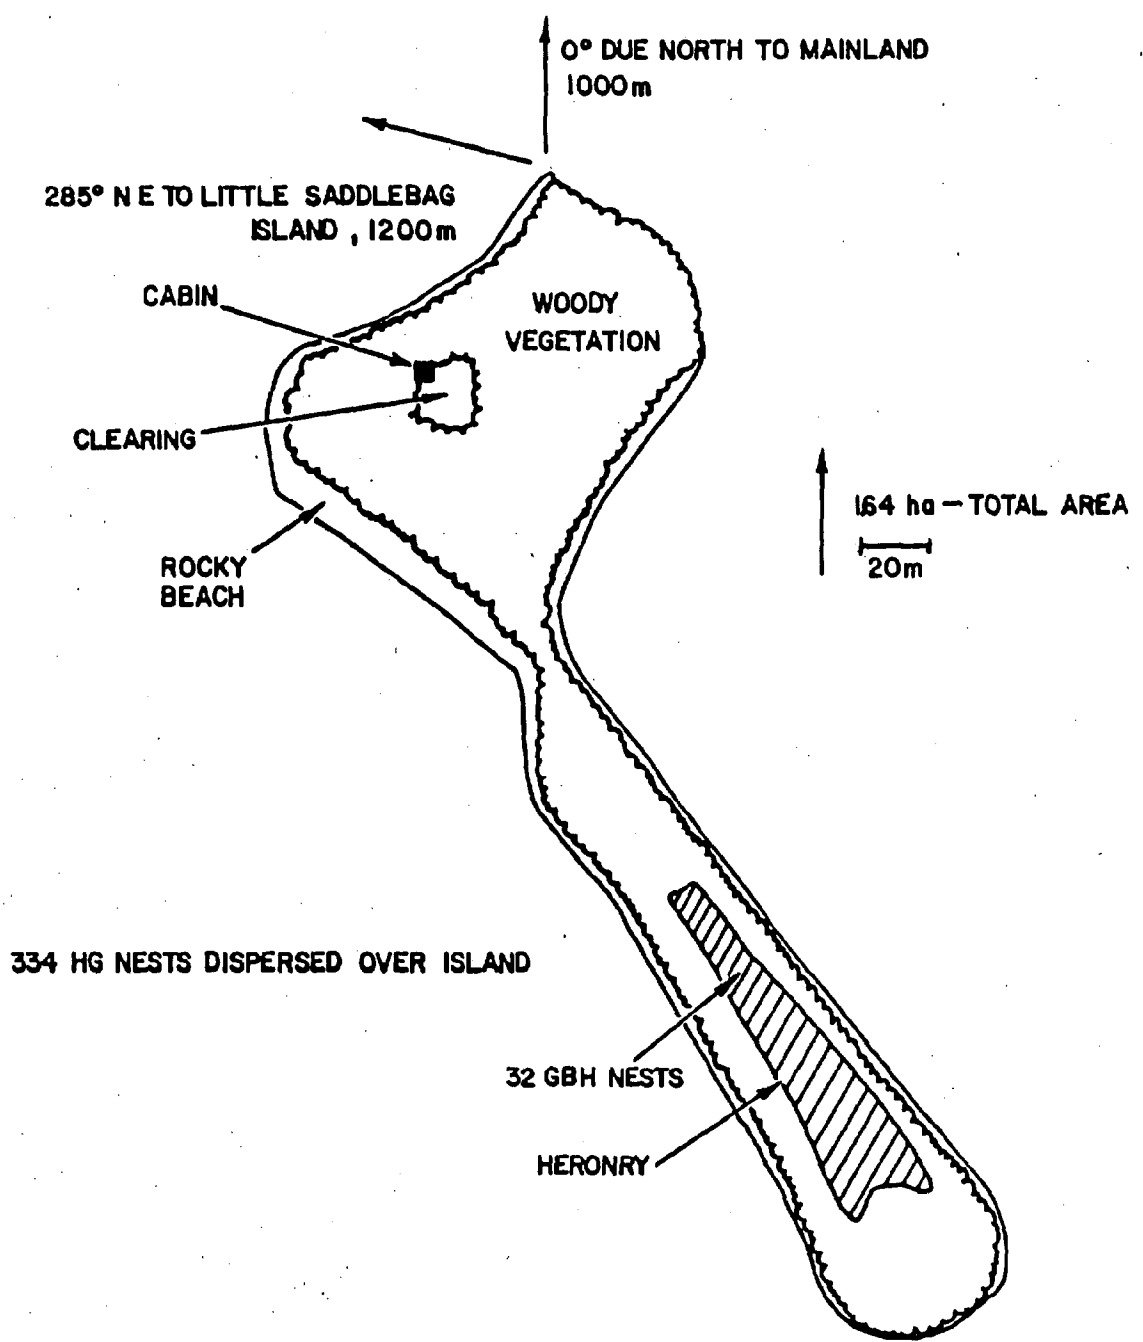 0° DUE NORTH TO MAINLAND
1000m
285° N E TO LITTLE SADDLEBAG
ISLAND , 1200m
CABIN
WOODY
VEGETATION
CLEARING
1.64 ha — TOTAL AREA
20m
ROCKY
BEACH
334 HG NESTS DISPERSED OVER ISLAND
32 GBH NESTS
HERONRY